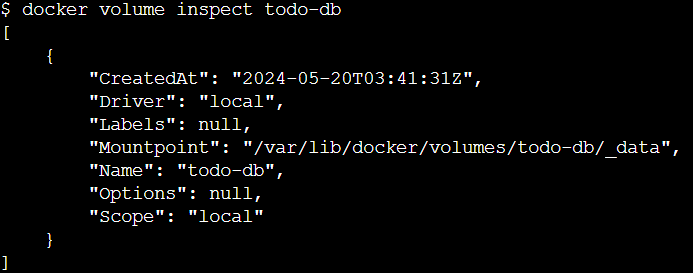 $ docker volume inspect todo-db
[
    {
        "CreatedAt": "2024-05-20T03:41:31Z",
        "Driver": "local",
        "Labels": null,
        "Mountpoint": "/var/lib/docker/volumes/todo-db/_data",
        "Name": "todo-db",
        "Options": null,
        "Scope": "local"
    }
]